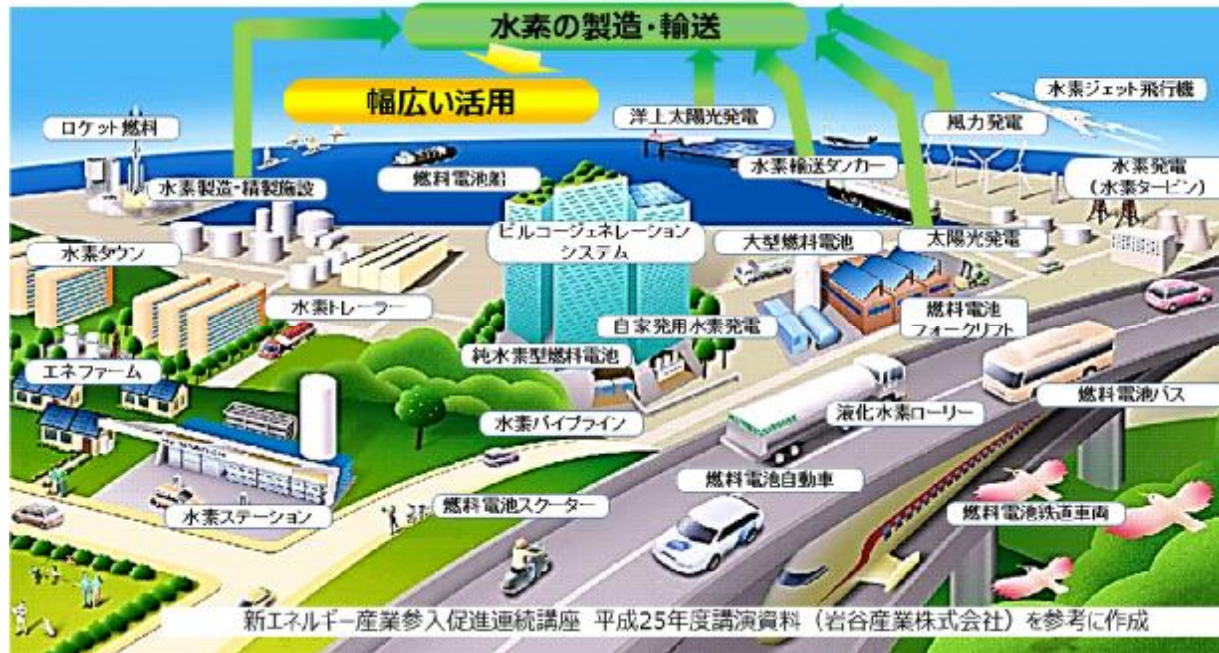 水素の製造・輸送
幅広い活用
水素ジェット飛行機
ロケット燃料
洋上太陽光発電
風力発電
水素製造・精製施設
燃料電池船
水素輸送タンカー
水素発電
(水素タービン)
ビルコージェネレーション
システム
大型燃料電池
太陽光発電
水素タウン
水素トレーラー
自家発用水素発電
燃料電池
フォークリフト
エネファーム
純水素型燃料電池
水素パイプライン
液化水素ローリー
燃料電池バス
燃料電池自動車
水素ステーション
燃料電池スクーター
燃料電池鉄道車両
新エネルギー産業参入促進連続講座 平成25年度講演資料(岩谷産業株式会社)を参考に作成